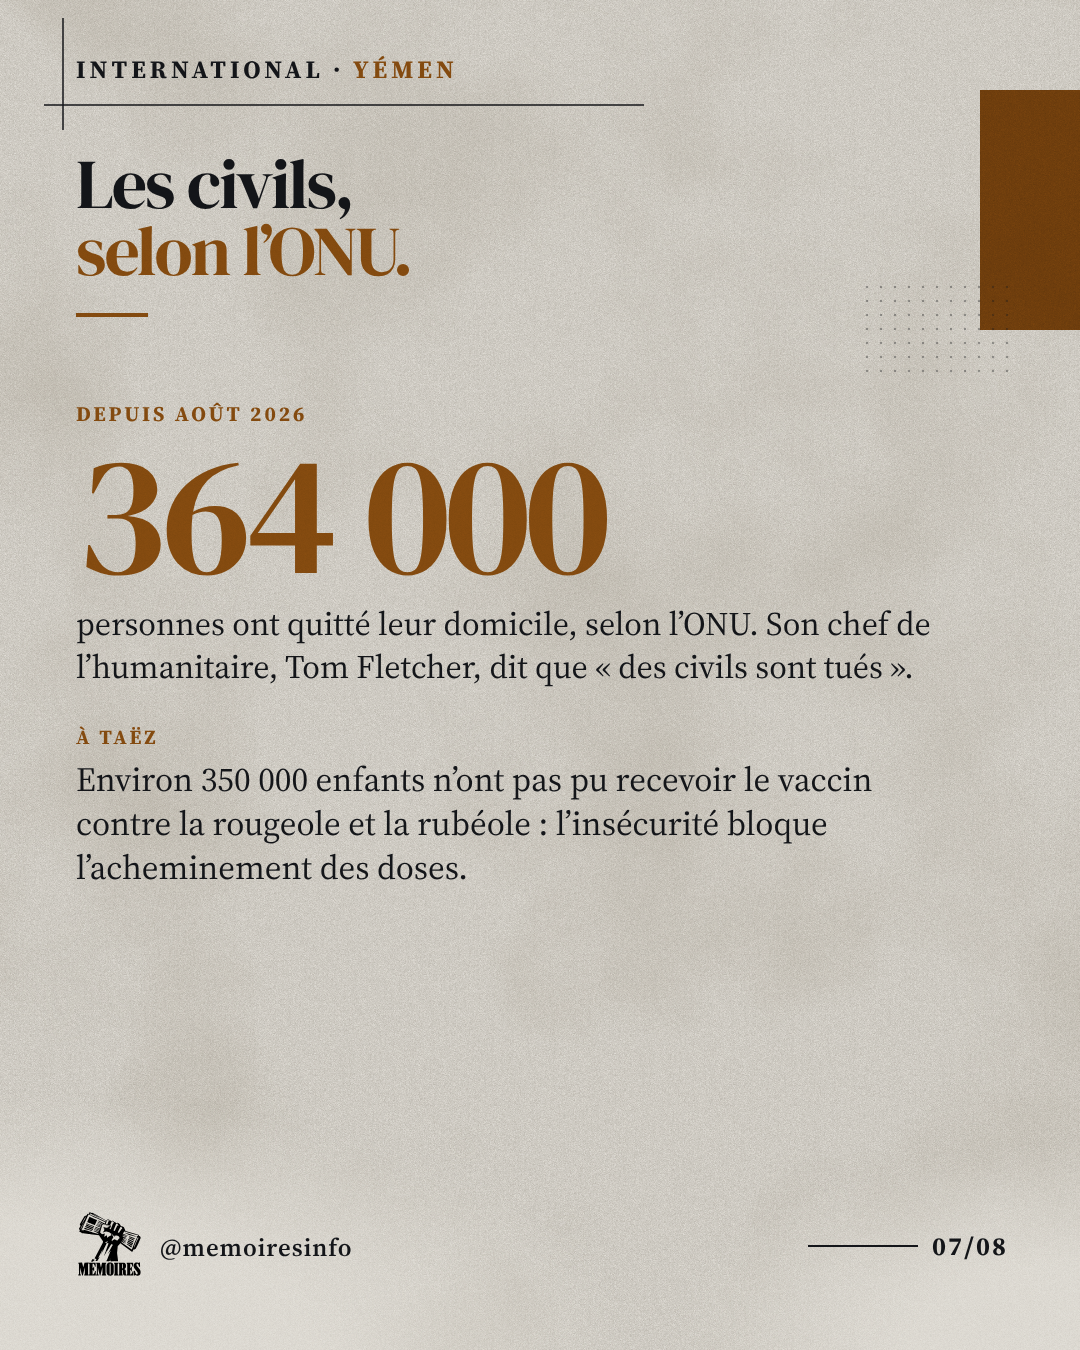 INTERNATIONAL · YÉMEN
Les civils,
selon l’ONU.
DEPUIS AOÛT 2026
364 000
personnes ont quitté leur domicile, selon l’ONU. Son chef de
l’humanitaire, Tom Fletcher, dit que « des civils sont tués ».
À TAËZ
Environ 350 000 enfants n’ont pas pu recevoir le vaccin
contre la rougeole et la rubéole : l’insécurité bloque
l’acheminement des doses.
MÉMOIRES
@memoiresinfo
07/08